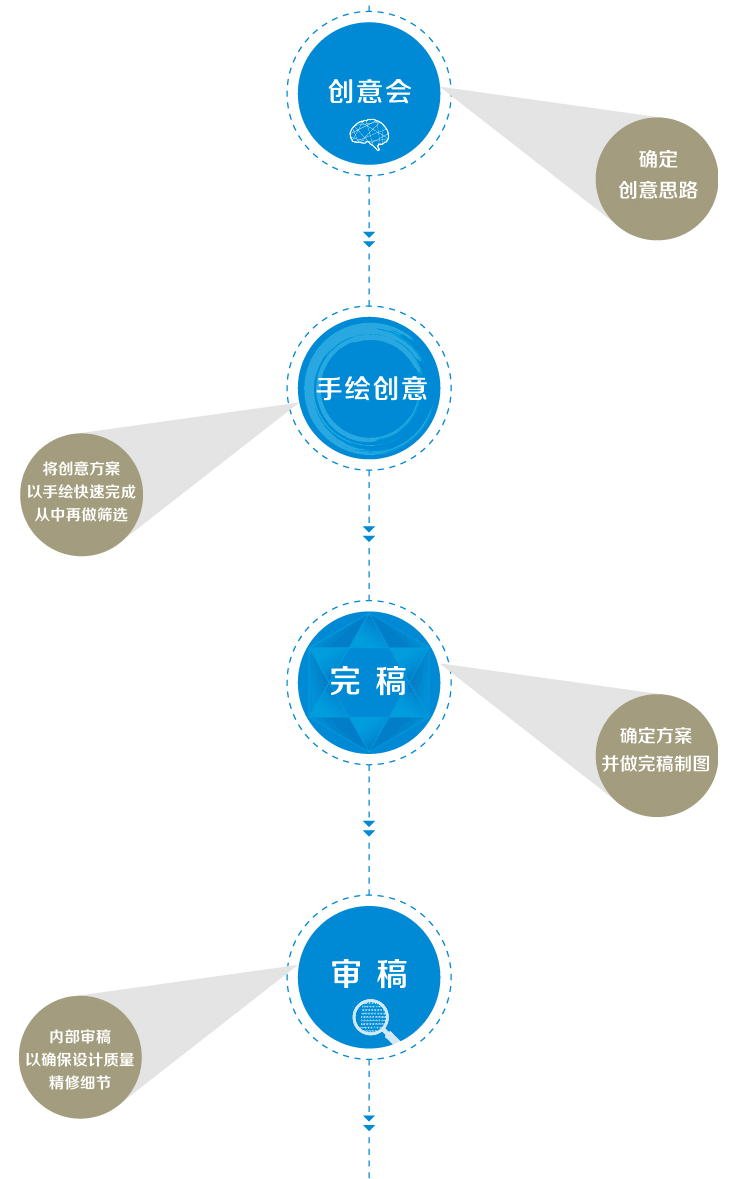 创意会
确定
创意思路
手绘创意
将创意方案
以手绘快速完成
从中再做筛选
完 稿
确定方案
并做完稿制图
审 稿
内部审稿
以确保设计质量
精修细节